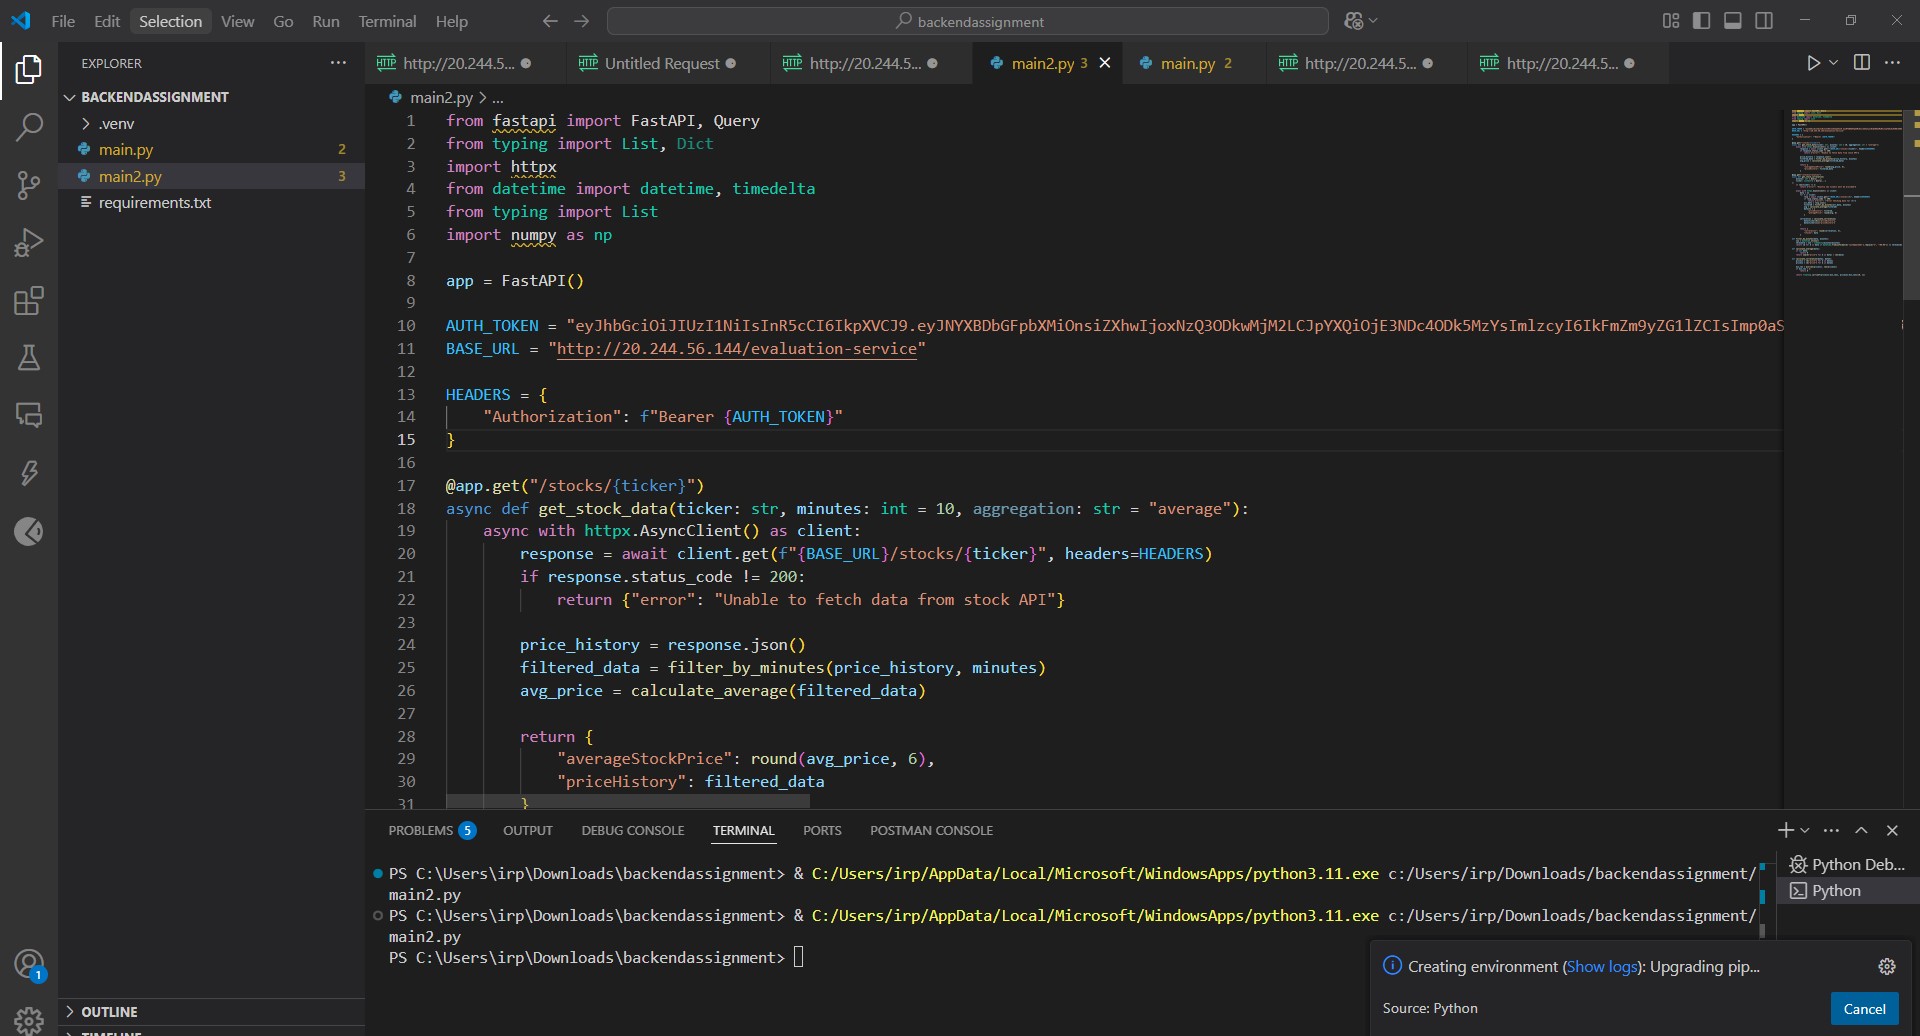 File Edit Selection View Go Run Terminal Help
backendassignment
EXPLORER
BACKENDASSIGNMENT
.venv
main.py 2
main2.py 3
requirements.txt
OUTLINE
TIMELINE
HTTP http://20.244.5...
HTTP Untitled Request
HTTP http://20.244.5...
main2.py 3
main.py 2
HTTP http://20.244.5...
HTTP http://20.244.5...
main2.py > ...
1 from fastapi import FastAPI, Query
2 from typing import List, Dict
3 import httpx
4 from datetime import datetime, timedelta
5 from typing import List
6 import numpy as np
7
8 app = FastAPI()
9
10 AUTH_TOKEN = "eyJhbGciOiJIUzI1NiIsInR5cCI6IkpXVCJ9.eyJNYXBDbGFpbXMiOnsiZXhwIjoxNzQ3ODkwMjM2LCJpYXQiOjE3NDc4ODk5MzYsImlzcyI6IkFmZm9yZG1lZCIsImp0aS
11 BASE_URL = "http://20.244.56.144/evaluation-service"
12
13 HEADERS = {
14 "Authorization": f"Bearer {AUTH_TOKEN}"
15 }
16
17 @app.get("/stocks/{ticker}")
18 async def get_stock_data(ticker: str, minutes: int = 10, aggregation: str = "average"):
19 async with httpx.AsyncClient() as client:
20 response = await client.get(f"{BASE_URL}/stocks/{ticker}", headers=HEADERS)
21 if response.status_code != 200:
22 return {"error": "Unable to fetch data from stock API"}
23
24 price_history = response.json()
25 filtered_data = filter_by_minutes(price_history, minutes)
26 avg_price = calculate_average(filtered_data)
27
28 return {
29 "averageStockPrice": round(avg_price, 6),
30 "priceHistory": filtered_data
31 }
PROBLEMS 5 OUTPUT DEBUG CONSOLE TERMINAL PORTS POSTMAN CONSOLE
PS C:\Users\irp\Downloads\backendassignment> & C:/Users/irp/AppData/Local/Microsoft/WindowsApps/python3.11.exe c:/Users/irp/Downloads/backendassignment/
main2.py
PS C:\Users\irp\Downloads\backendassignment> & C:/Users/irp/AppData/Local/Microsoft/WindowsApps/python3.11.exe c:/Users/irp/Downloads/backendassignment/
main2.py
PS C:\Users\irp\Downloads\backendassignment>
Python Deb...
Python
Creating environment (Show logs): Upgrading pip...
Source: Python
Cancel
1